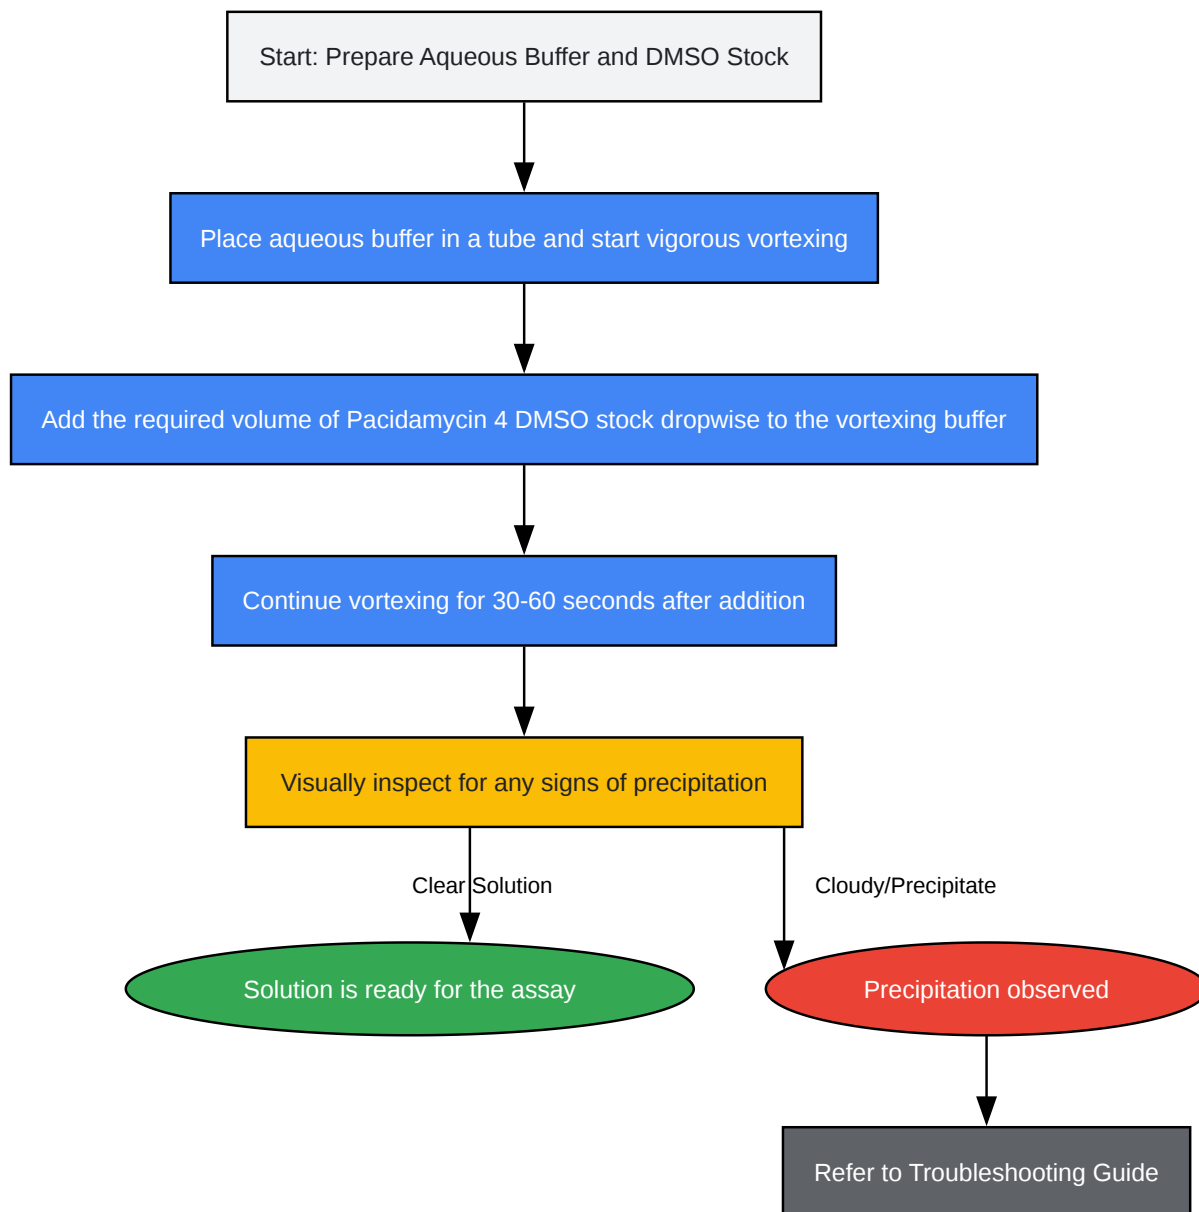 Start: Prepare Aqueous Buffer and DMSO Stock
Place aqueous buffer in a tube and start vigorous vortexing
Add the required volume of Pacidamycin 4 DMSO stock dropwise to the vortexing buffer
Continue vortexing for 30-60 seconds after addition
Visually inspect for any signs of precipitation
Clear Solution
Cloudy/Precipitate
Solution is ready for the assay
Precipitation observed
Refer to Troubleshooting Guide